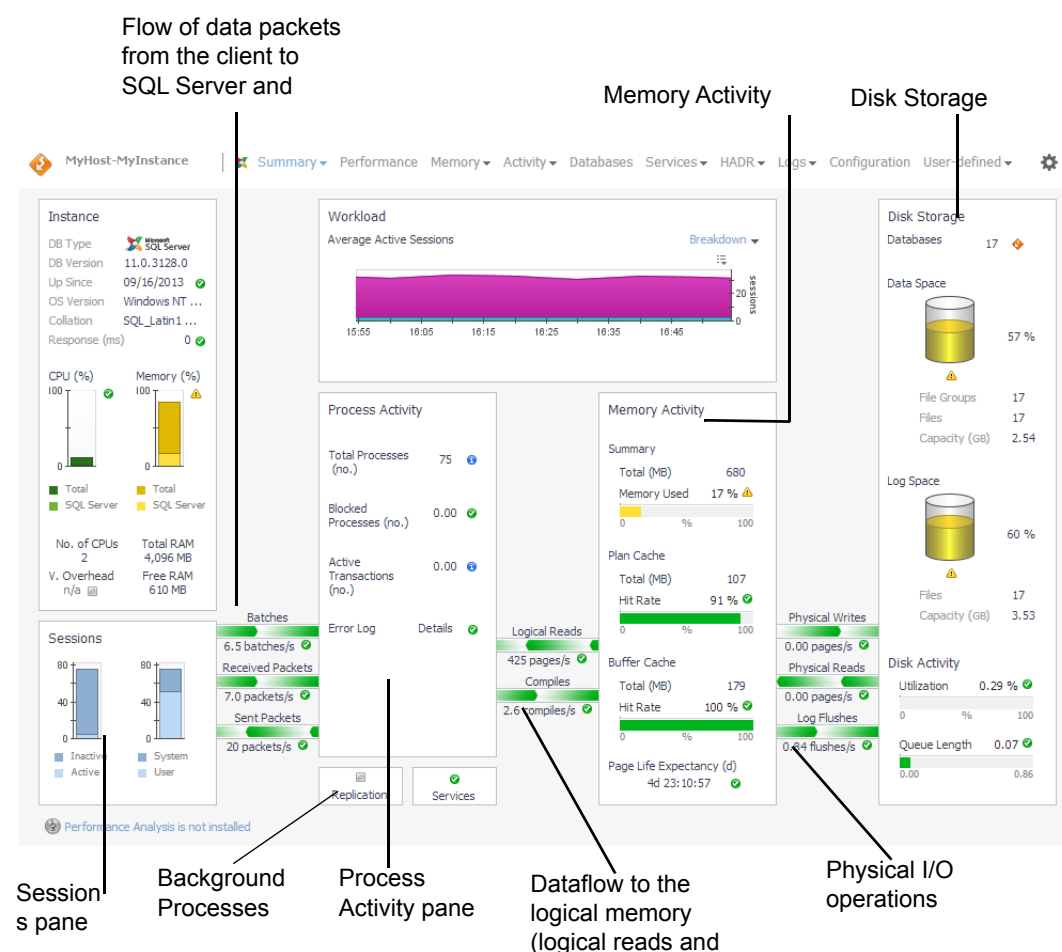 Flow of data packets
from the client to
SQL Server and
Memory Activity
Disk Storage
MyHost-MyInstance
Summary Performance Memory Activity Databases Services HADR Logs Configuration User-defined
Instance
DB Type Microsoft SQL Server
DB Version 11.0.3128.0
Up Since 09/16/2013
OS Version Windows NT ...
Collation SQL_Latin1 ...
Response (ms) 0
CPU (%) Memory (%)
100 100
0 0
Total Total
SQL Server SQL Server
No. of CPUs Total RAM
2 4,096 MB
V. Overhead Free RAM
n/a 610 MB
Sessions
80 80
40 40
0 0
Inactive System
Active User
Batches
6.5 batches/s
Received Packets
7.0 packets/s
Sent Packets
20 packets/s
Workload
Average Active Sessions Breakdown
sessions
20
0
15:55 16:05 16:15 16:25 16:35 16:45
Process Activity
Total Processes
(no.) 75
Blocked
Processes (no.) 0.00
Active
Transactions
(no.) 0.00
Error Log Details
Replication Services
Logical Reads
425 pages/s
Compiles
2.6 compiles/s
Memory Activity
Summary
Total (MB) 680
Memory Used 17 %
0 % 100
Plan Cache
Total (MB) 107
Hit Rate 91 %
0 % 100
Buffer Cache
Total (MB) 179
Hit Rate 100 %
0 % 100
Page Life Expectancy (d)
4d 23:10:57
Physical Writes
0.00 pages/s
Physical Reads
0.00 pages/s
Log Flushes
0.84 flushes/s
Disk Storage
Databases 17
Data Space
57 %
File Groups 17
Files 17
Capacity (GB) 2.54
Log Space
60 %
Files 17
Capacity (GB) 3.53
Disk Activity
Utilization 0.29 %
0 % 100
Queue Length 0.07
0.00 0.86
Performance Analysis is not installed
Session
s pane
Background
Processes
Process
Activity pane
Dataflow to the
logical memory
(logical reads and
Physical I/O
operations